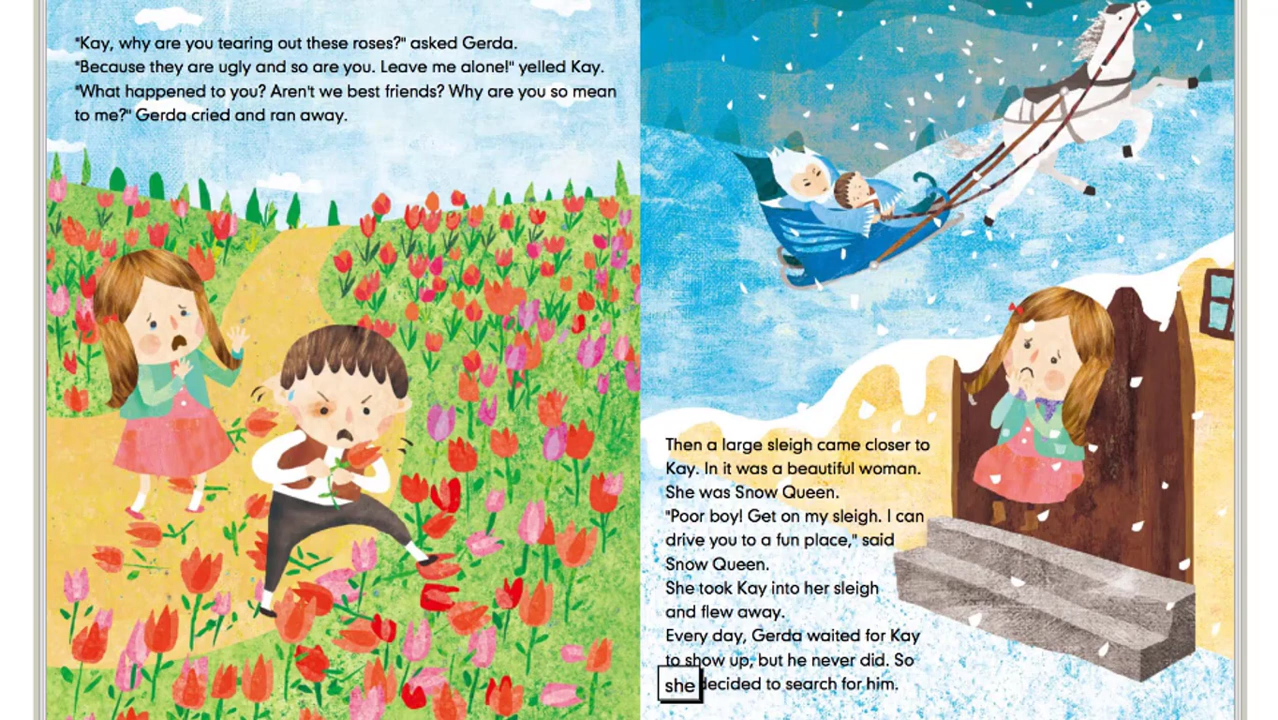 "Kay, why are you tearing out these roses?" asked Gerda.
"Because they are ugly and so are you. Leave me alone!" yelled Kay.
"What happened to you? Aren't we best friends? Why are you so mean
to me?" Gerda cried and ran away.
Then a large sleigh came closer to
Kay. In it was a beautiful woman.
She was Snow Queen.
"Poor boy! Get on my sleigh. I can
drive you to a fun place," said
Snow Queen.
She took Kay into her sleigh
and flew away.
Every day, Gerda waited for Kay
to show up, but he never did. So
she decided to search for him.